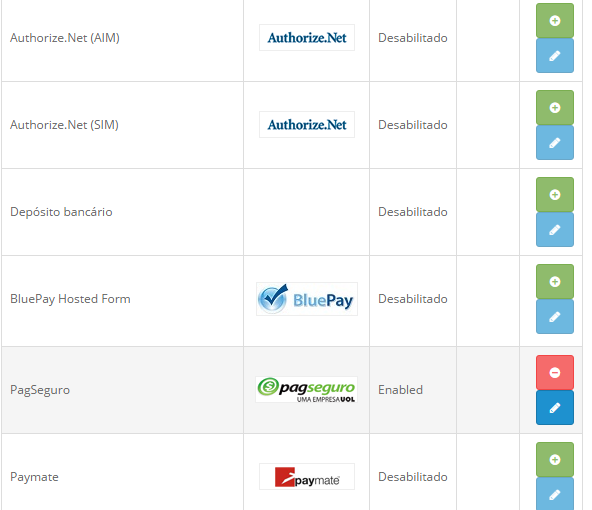 Authorize.Net (AIM) Authorize.Net Desabilitado
Authorize.Net (SIM) Authorize.Net Desabilitado
Depósito bancário Desabilitado
BluePay Hosted Form BluePay Desabilitado
PagSeguro pagseguro Enabled
UMA EMPRESA UOL
Paymate paymate Desabilitado